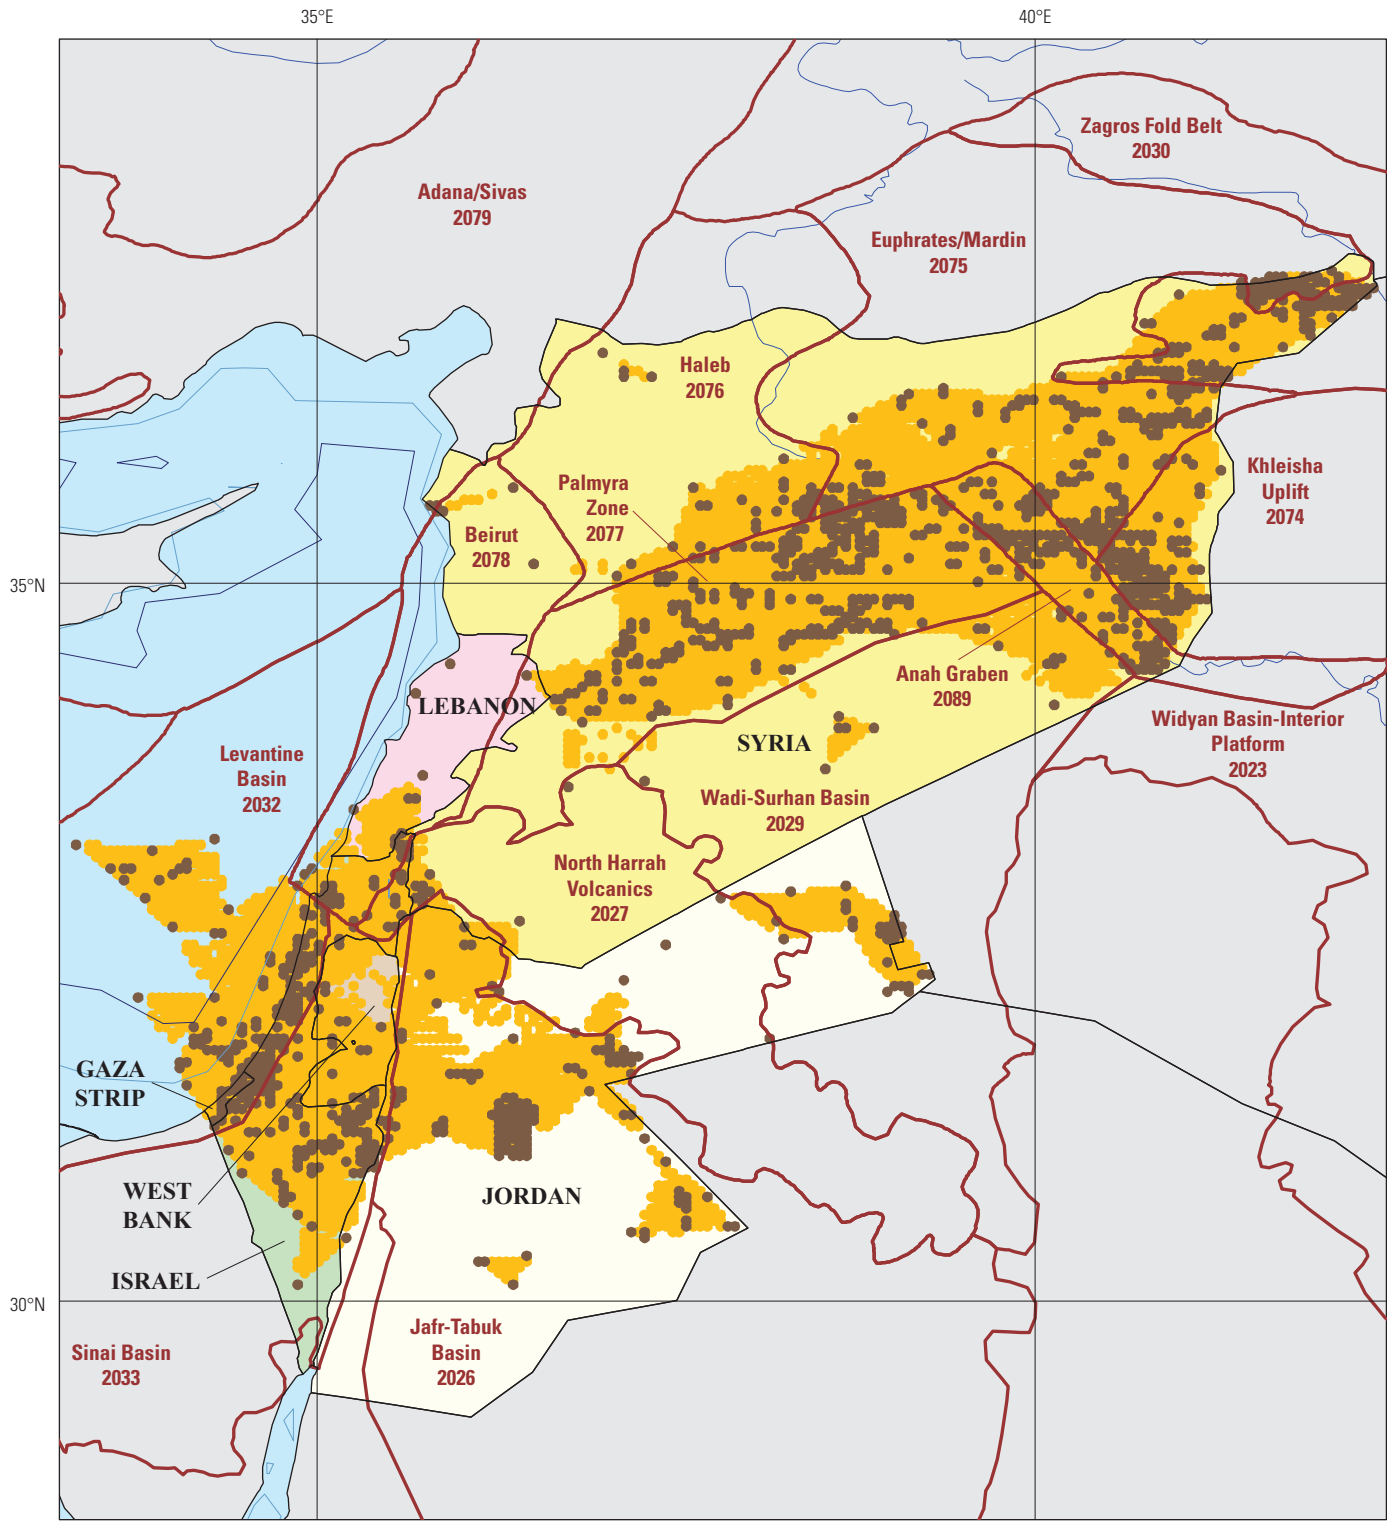 35°E
40°E
Zagros Fold Belt
2030
Adana/Sivas
2079
Euphrates/Mardin
2075
Haleb
2076
Palmyra
Zone
2077
Khleisha
Uplift
2074
Beirut
2078
35°N
Anah Graben
2089
LEBANON
SYRIA
Widyan Basin-Interior
Platform
2023
Levantine
Basin
2032
Wadi-Surhan Basin
2029
North Harrah
Volcanics
2027
GAZA
STRIP
WEST
BANK
JORDAN
ISRAEL
30°N
Jafr-Tabuk
Basin
2026
Sinai Basin
2033